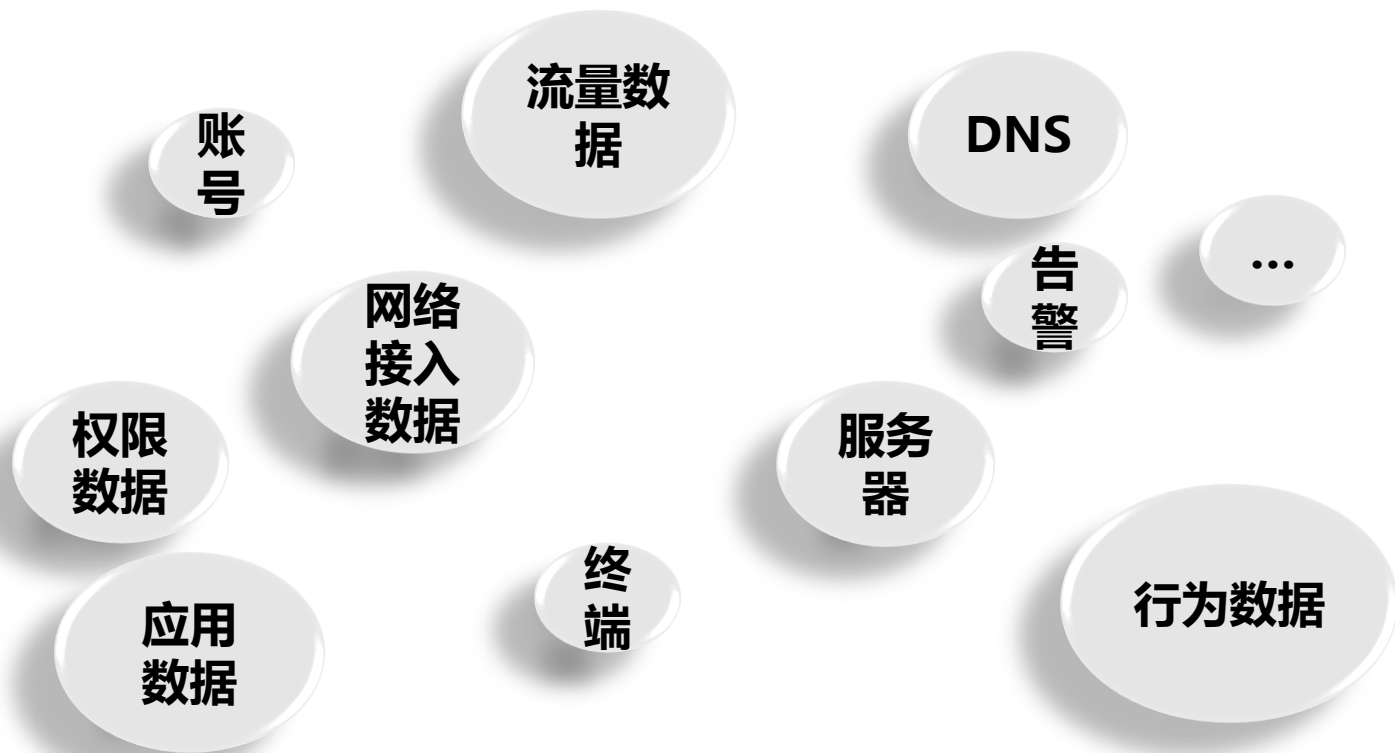 流量数
据
DNS
账
号
...
告
警
网络
接入
数据
权限
数据
服务
器
终
端
行为数据
应用
数据